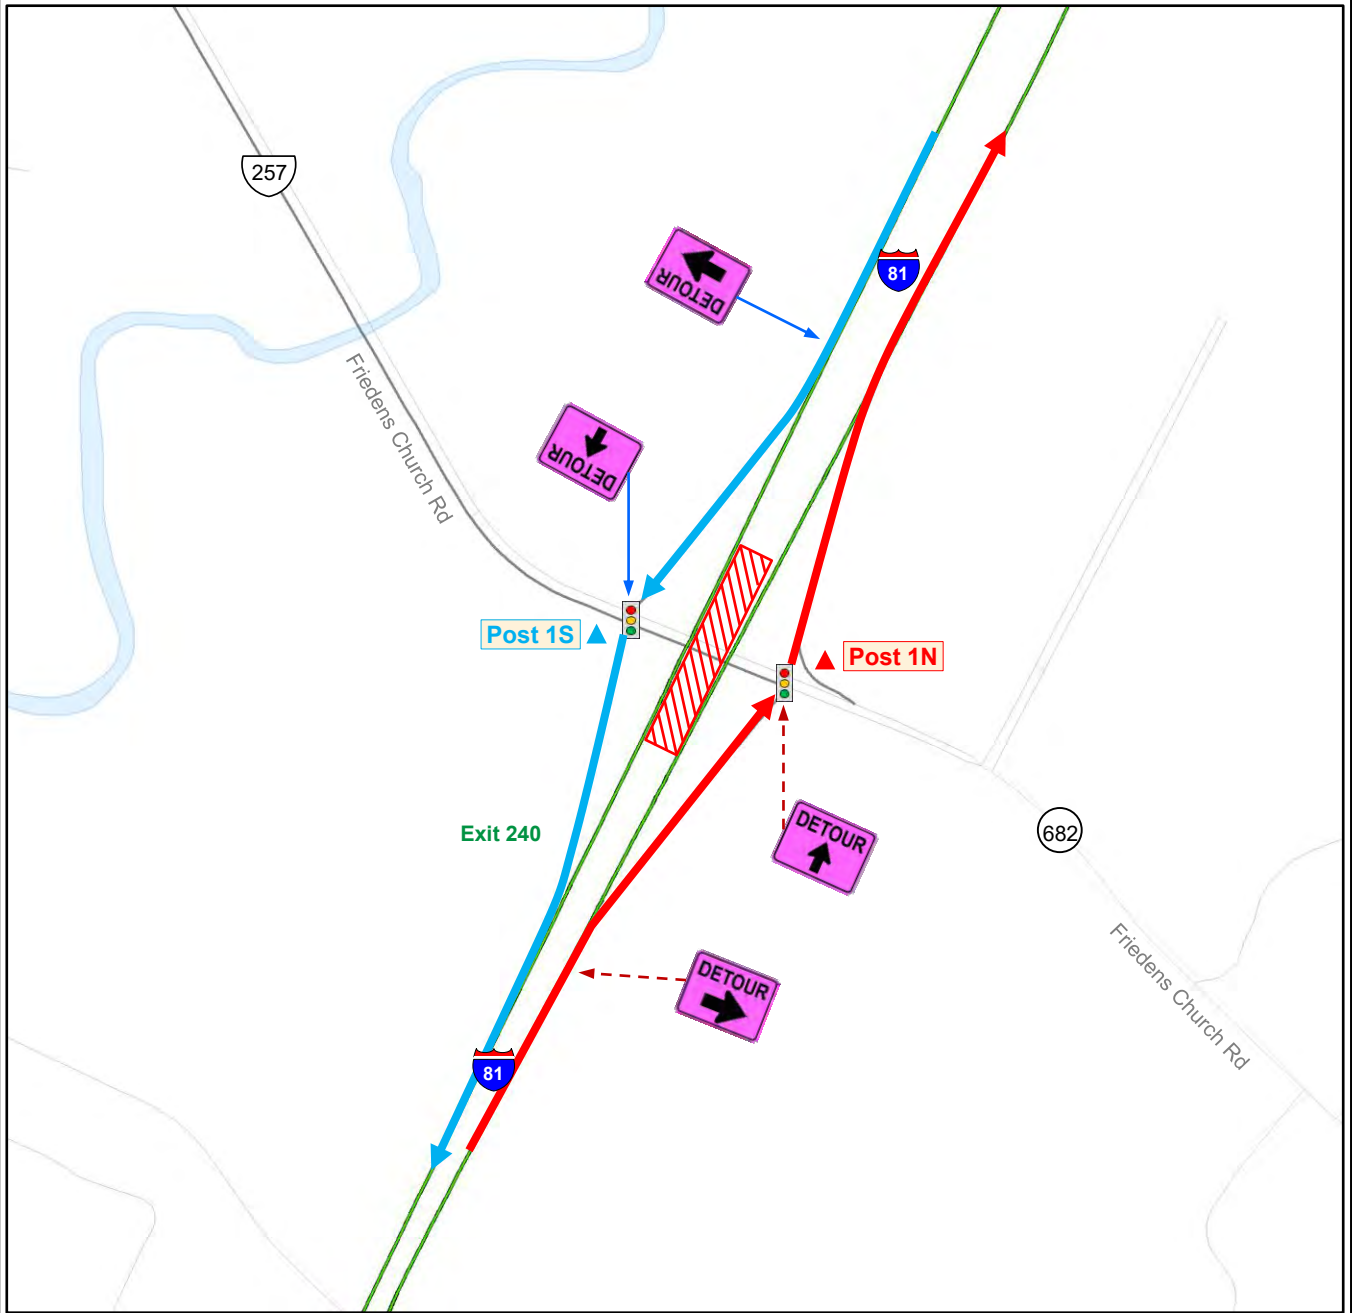 257
81
DETOUR
Friedens Church Rd
DETOUR
Post 1S
Post 1N
DETOUR
Exit 240
682
DETOUR
Friedens Church Rd
81